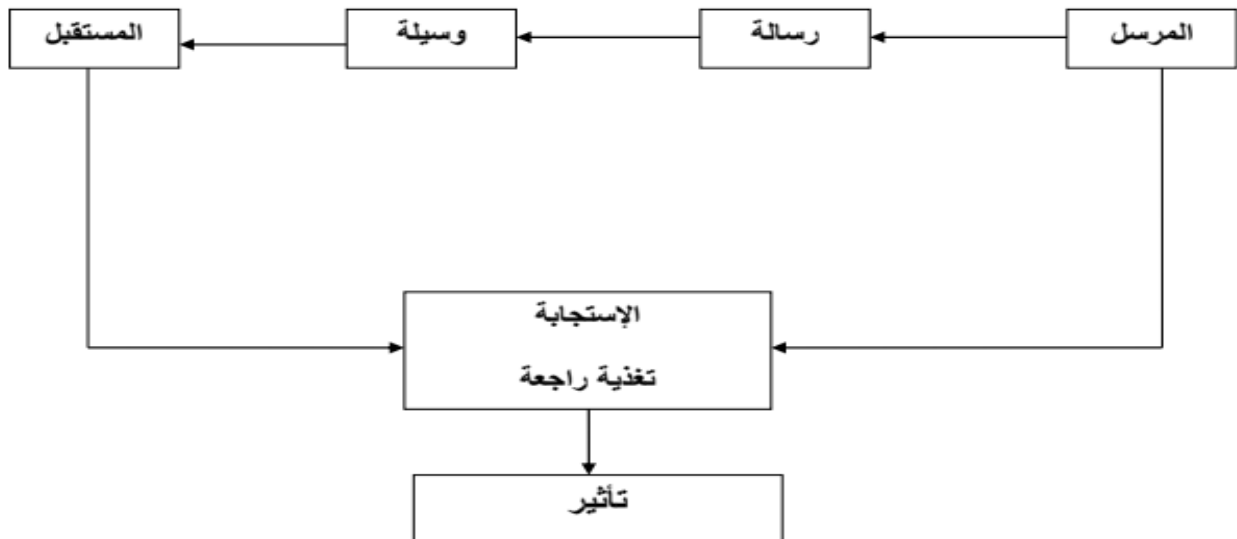 المرسل
رسالة
وسيلة
المستقبل
الإستجابة
تغذية راجعة
تأثير